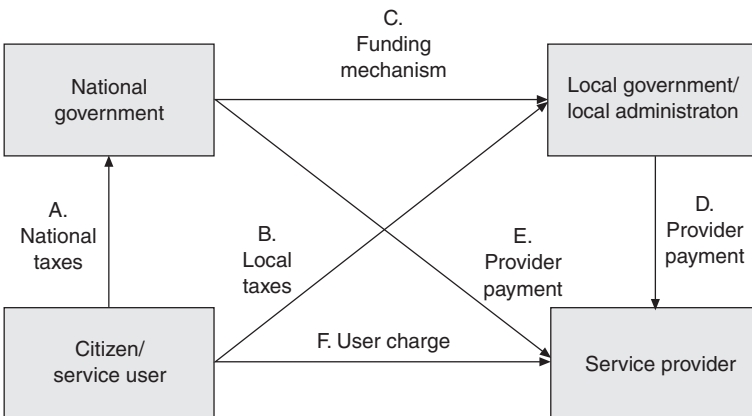 C.
Funding
mechanism
National
government
Local government/
local administraton
A.
National
taxes
B.
Local
taxes
E.
Provider
payment
D.
Provider
payment
Citizen/
service user
F. User charge
Service provider